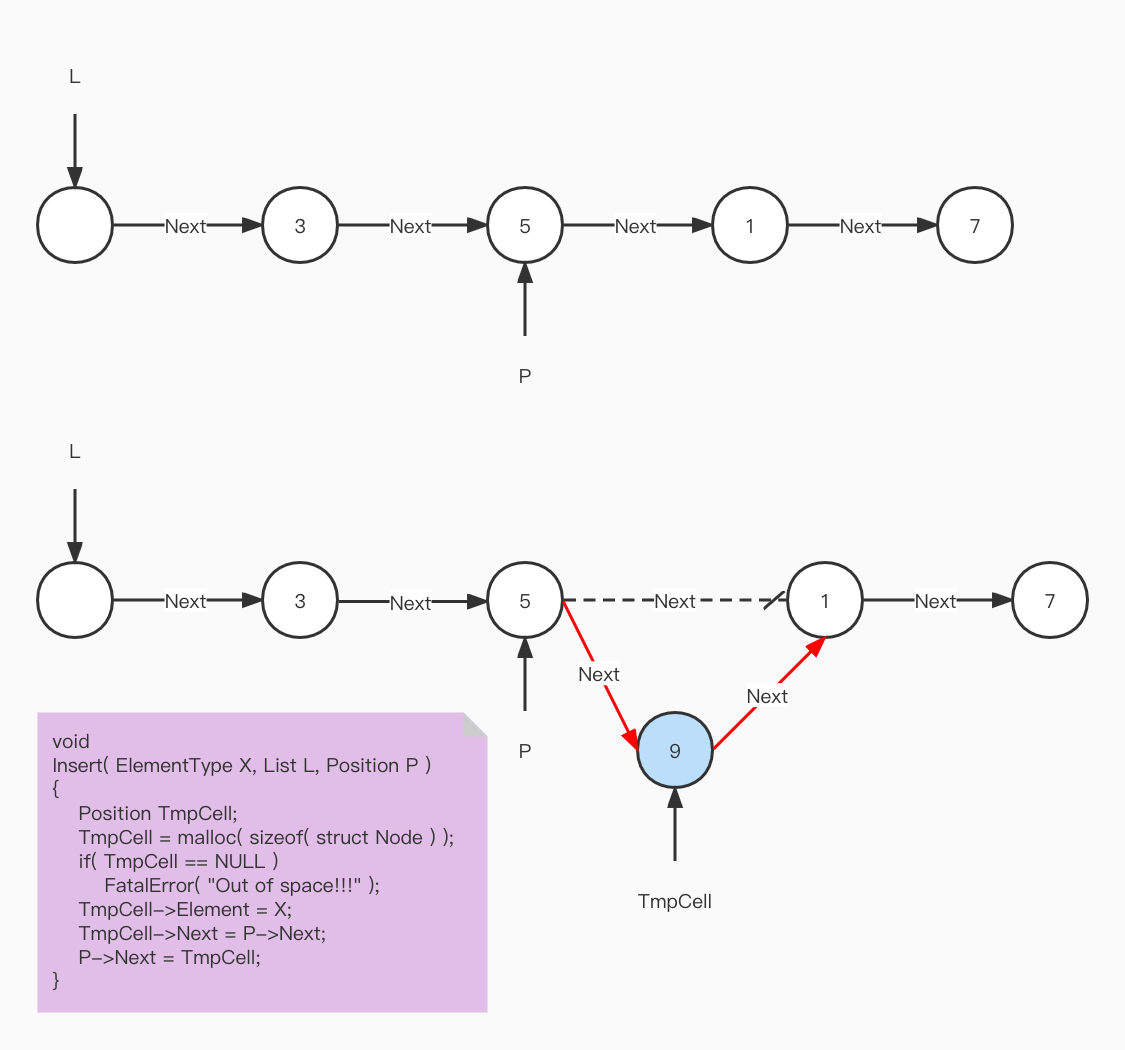 L
Next
3
Next
5
Next
1
Next
7
P
L
Next
3
Next
5
Next
1
Next
7
Next
Next
P
9
TmpCell
void
Insert( ElementType X, List L, Position P )
{
Position TmpCell;
TmpCell = malloc( sizeof( struct Node ) );
if( TmpCell == NULL )
FatalError( "Out of space!!!" );
TmpCell->Element = X;
TmpCell->Next = P->Next;
P->Next = TmpCell;
}